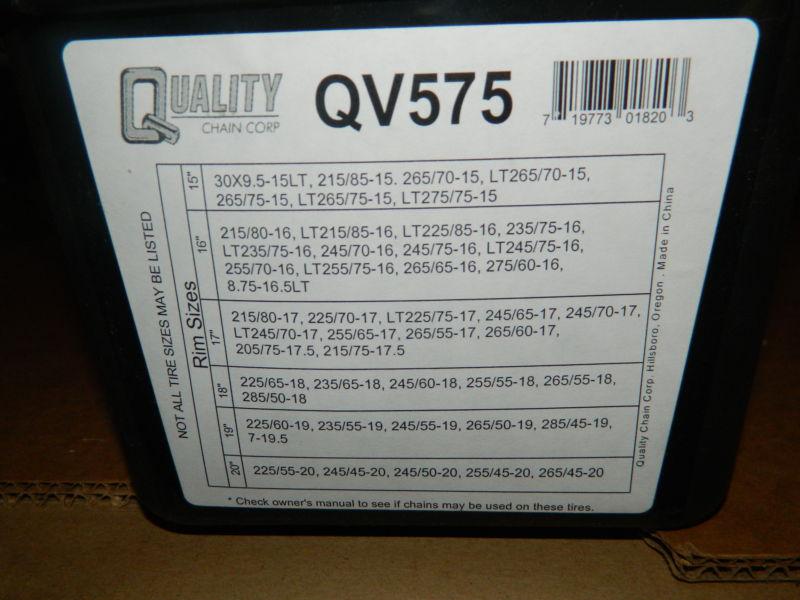 QUALITY
CHAIN CORP
QV575
7 19773 01820 3
NOT ALL TIRE SIZES MAY BE LISTED
Rim Sizes
15"
30X9.5-15LT, 215/85-15. 265/70-15, LT265/70-15,
265/75-15, LT265/75-15, LT275/75-15
16"
215/80-16, LT215/85-16, LT225/85-16, 235/75-16,
LT235/75-16, 245/70-16, 245/75-16, LT245/75-16,
255/70-16, LT255/75-16, 265/65-16, 275/60-16,
8.75-16.5LT
17"
215/80-17, 225/70-17, LT225/75-17, 245/65-17, 245/70-17,
LT245/70-17, 255/65-17, 265/55-17, 265/60-17,
205/75-17.5, 215/75-17.5
18"
225/65-18, 235/65-18, 245/60-18, 255/55-18, 265/55-18,
285/50-18
19"
225/60-19, 235/55-19, 245/55-19, 265/50-19, 285/45-19,
7-19.5
20"
225/55-20, 245/45-20, 245/50-20, 255/45-20, 265/45-20
* Check owner's manual to see if chains may be used on these tires.
Quality Chain Corp. Hillsboro, Oregon . Made in China